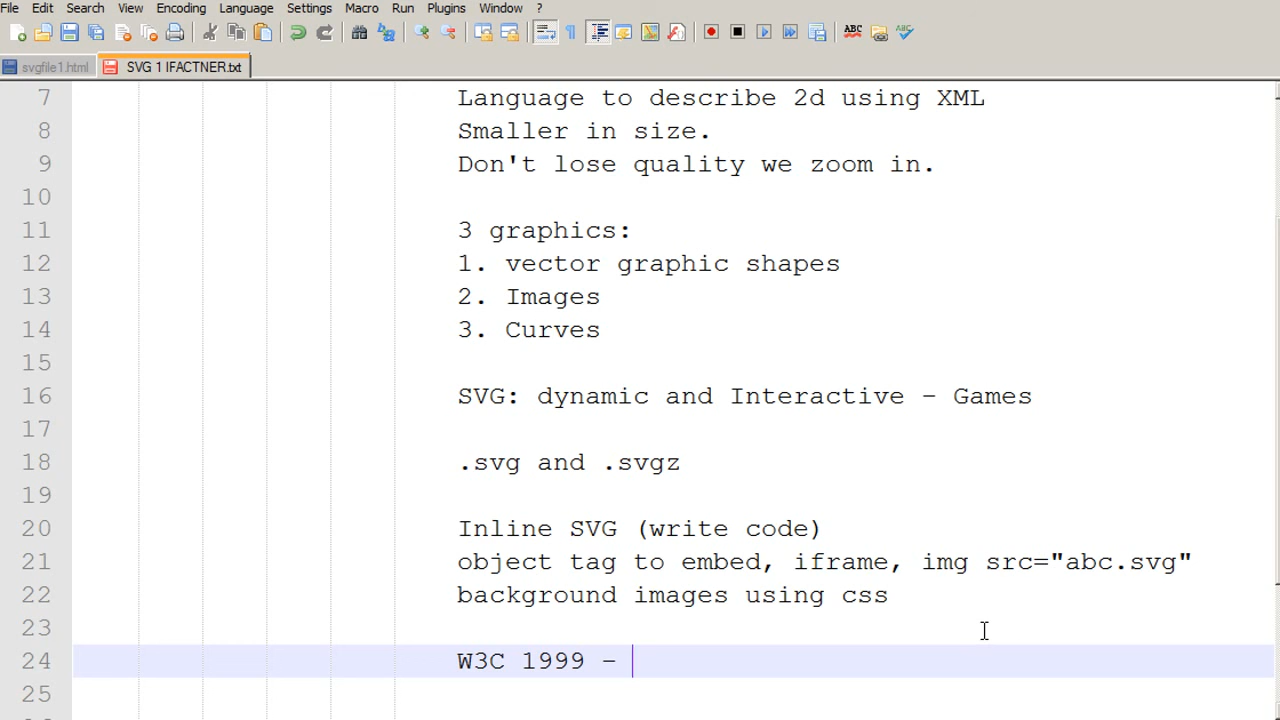 File Edit Search View Encoding Language Settings Macro Run Plugins Window ?
ABC ABC
svgfile1.html SVG 1 IFACTNER.txt
7 Language to describe 2d using XML
8 Smaller in size.
9 Don't lose quality we zoom in.
10
11 3 graphics:
12 1. vector graphic shapes
13 2. Images
14 3. Curves
15
16 SVG: dynamic and Interactive - Games
17
18 .svg and .svgz
19
20 Inline SVG (write code)
21 object tag to embed, iframe, img src="abc.svg"
22 background images using css
23
24 W3C 1999 -
25